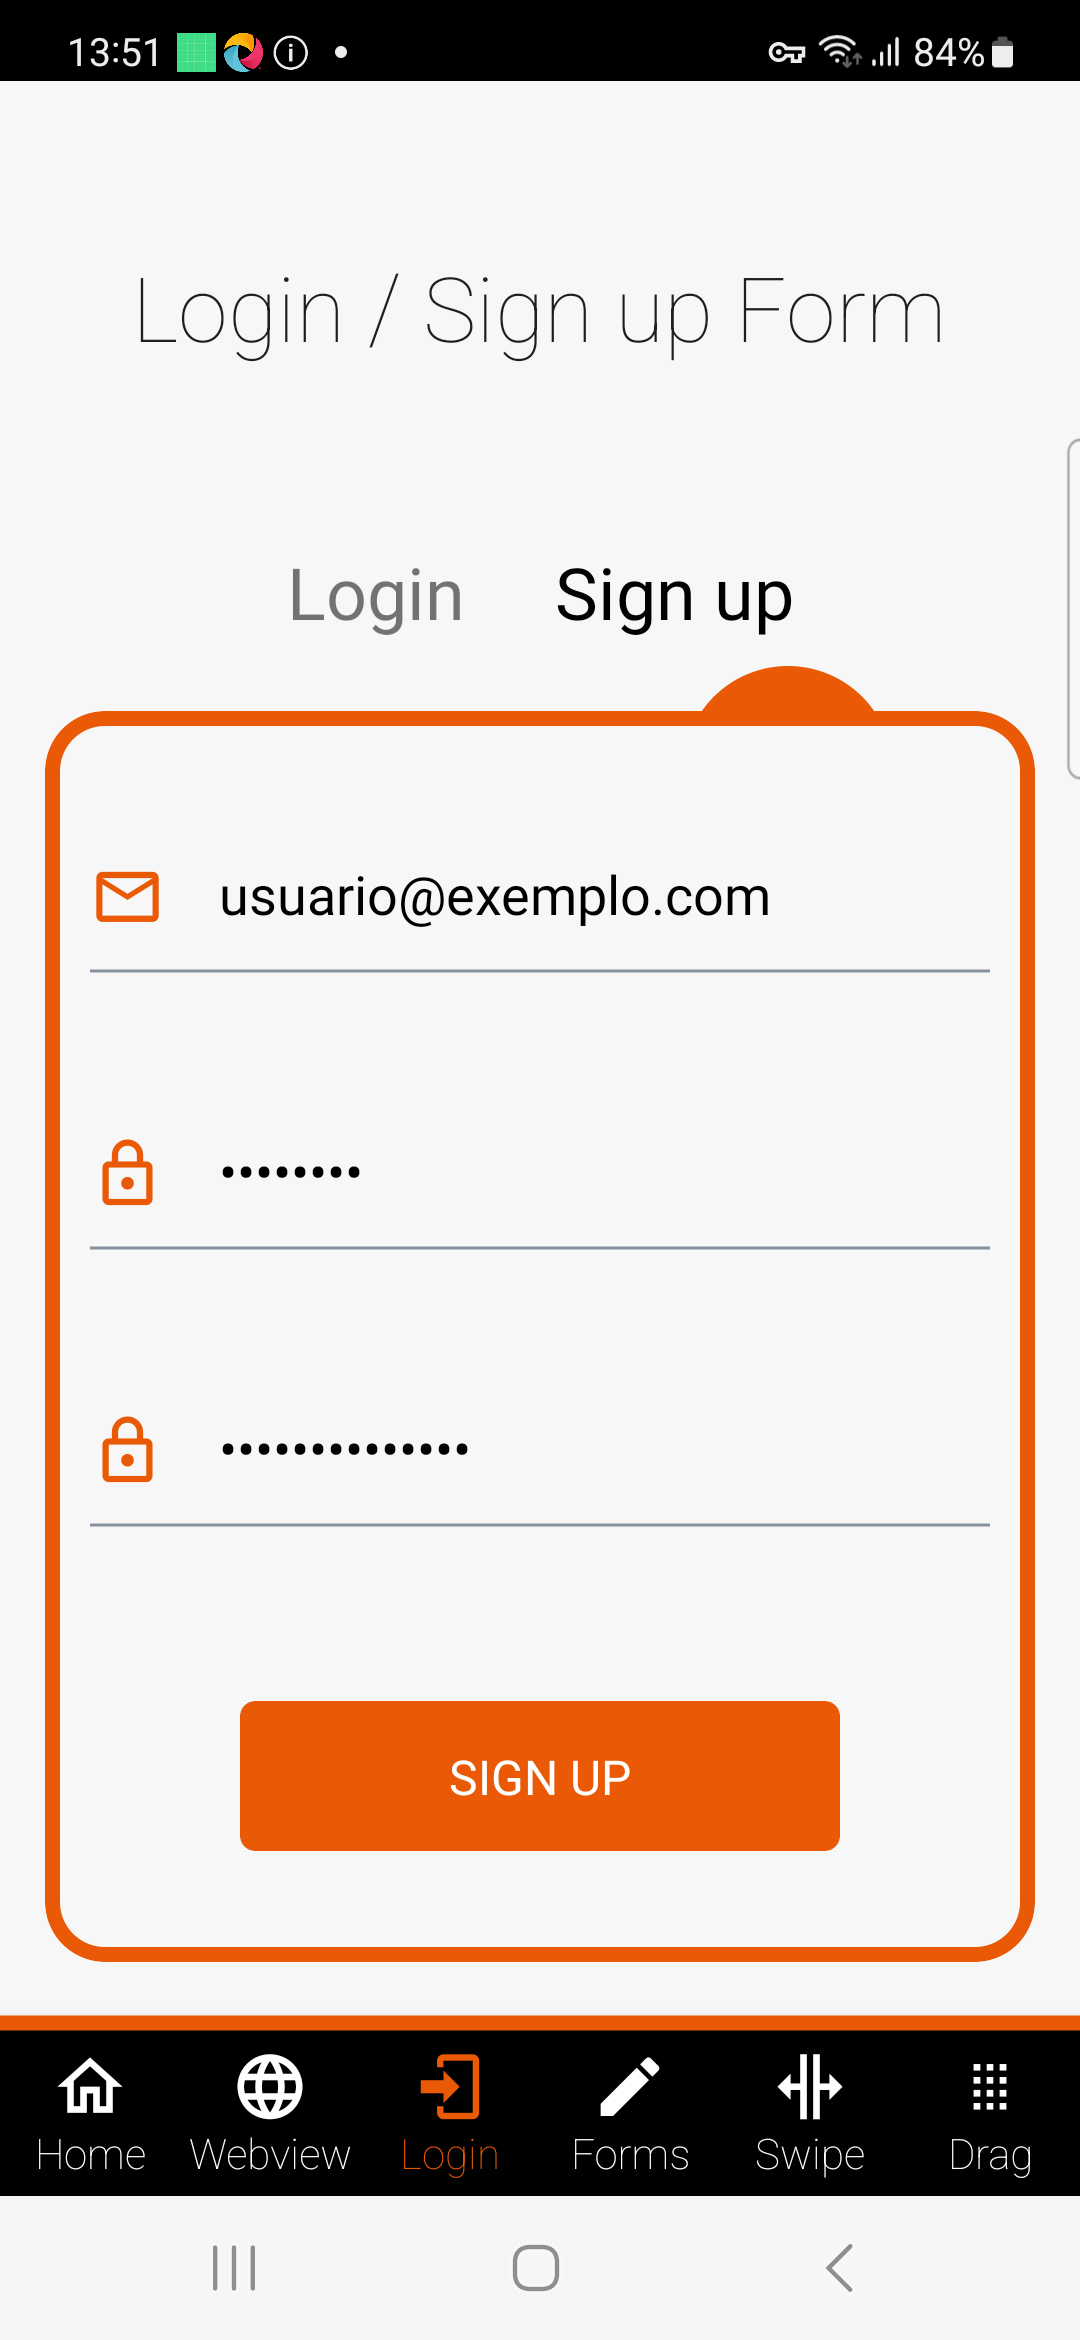 13:51 84%
Login / Sign up Form
Login Sign up
usuario@exemplo.com
••••••••
••••••••••••••
SIGN UP
Home Webview Login Forms Swipe Drag